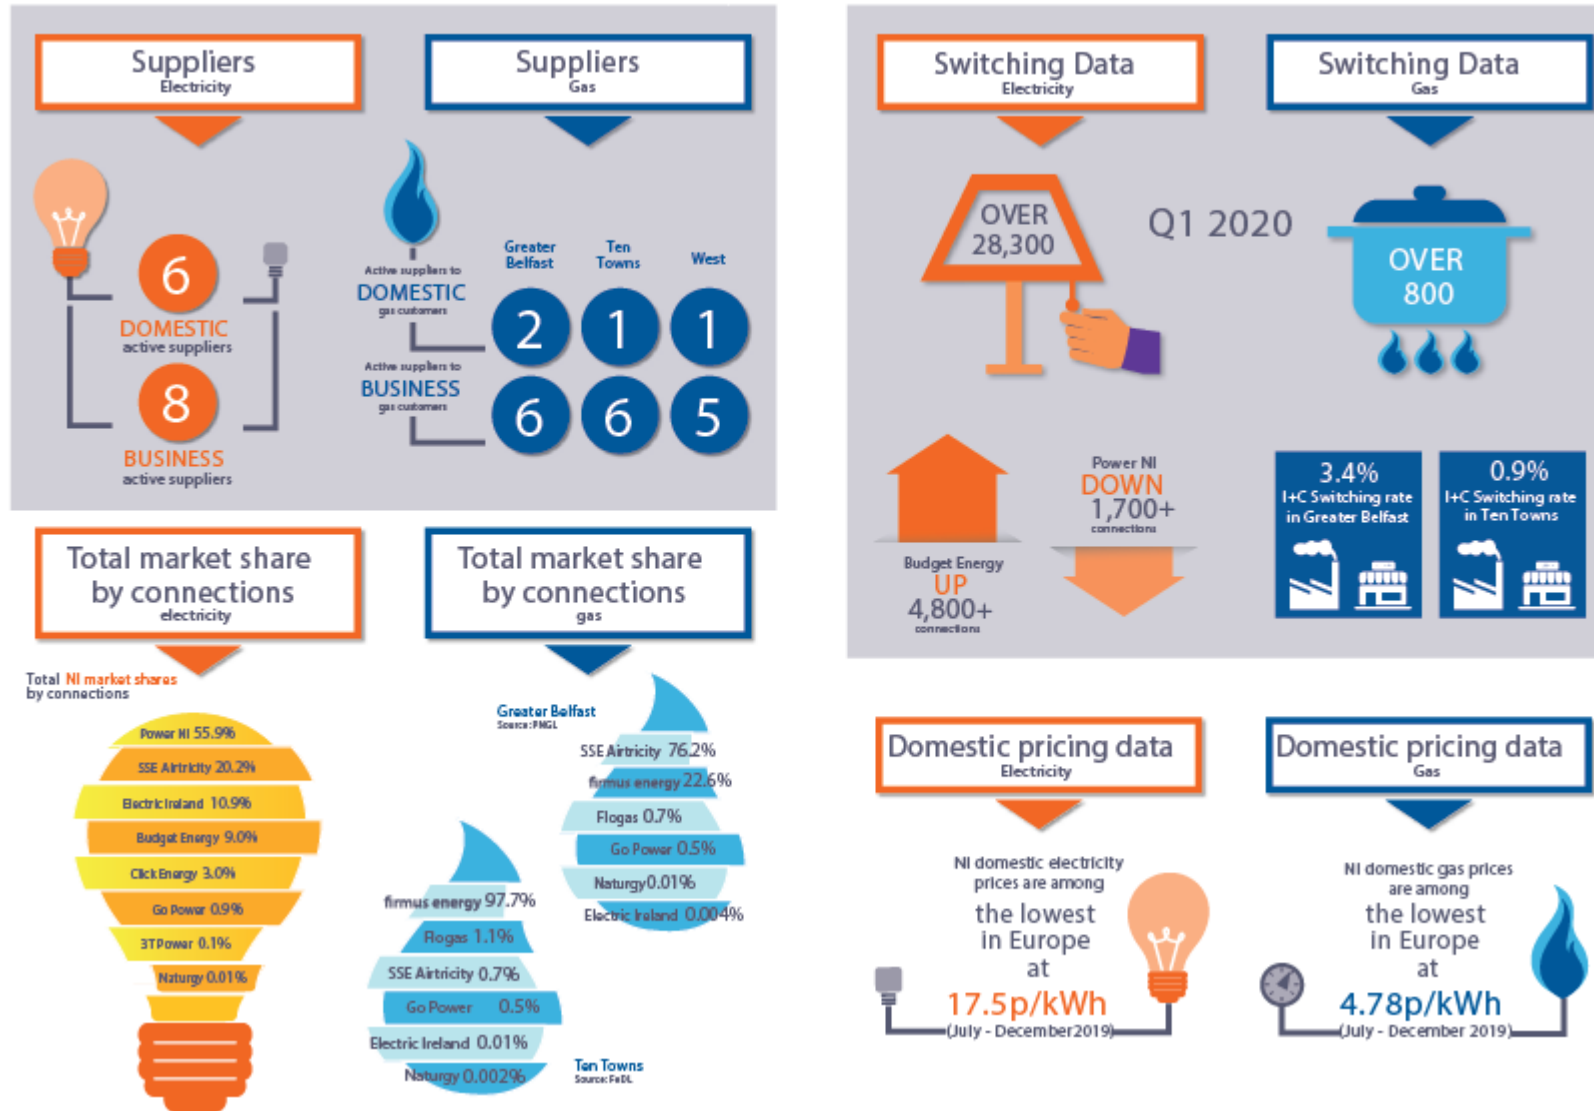 Suppliers
Electricity
Suppliers
Gas
6
DOMESTIC
active suppliers
8
BUSINESS
active suppliers
Greater
Belfast
Ten
Towns
West
Active suppliers to
DOMESTIC
gas customers
2 1 1
Active suppliers to
BUSINESS
gas customers
6 6 5
Total market share
by connections
electricity
Total NI market shares
by connections
Power NI 55.9%
SSE Airtricity 20.2%
Electric Ireland 10.9%
Budget Energy 9.0%
Click Energy 3.0%
Go Power 0.9%
3T Power 0.1%
Naturgy 0.01%
Total market share
by connections
gas
Greater Belfast
Source: PNGL
SSE Airtricity 76.2%
firmus energy 22.6%
Flogas 0.7%
Go Power 0.5%
Naturgy 0.01%
Electric Ireland 0.004%
firmus energy 97.7%
Flogas 1.1%
SSE Airtricity 0.7%
Go Power 0.5%
Electric Ireland 0.01%
Naturgy 0.002%
Ten Towns
Source: FeDL
Switching Data
Electricity
Switching Data
Gas
OVER
28,300
Q1 2020
OVER
800
Budget Energy
UP
4,800+
connections
Power NI
DOWN
1,700+
connections
3.4%
I+C Switching rate
in Greater Belfast
0.9%
I+C Switching rate
in Ten Towns
Domestic pricing data
Electricity
NI domestic electricity
prices are among
the lowest
in Europe
at
17.5p/kWh
(July - December 2019)
Domestic pricing data
Gas
NI domestic gas prices
are among
the lowest
in Europe
at
4.78p/kWh
(July - December 2019)